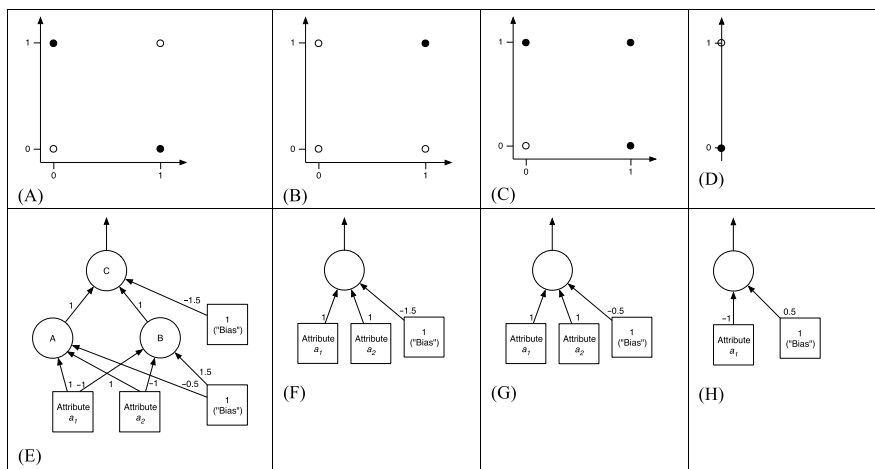 1
0
0
1
(A)
1
0
0
1
(B)
1
0
0
1
(C)
1
0
(D)
C
1
1
−1.5
1
("Bias")
A
B
1
−1
1
−1
−0.5
1.5
Attribute
a1
Attribute
a2
1
("Bias")
(E)
1
1
−1.5
Attribute
a1
Attribute
a2
1
("Bias")
(F)
1
1
−0.5
Attribute
a1
Attribute
a2
1
("Bias")
(G)
−1
0.5
Attribute
a1
1
("Bias")
(H)